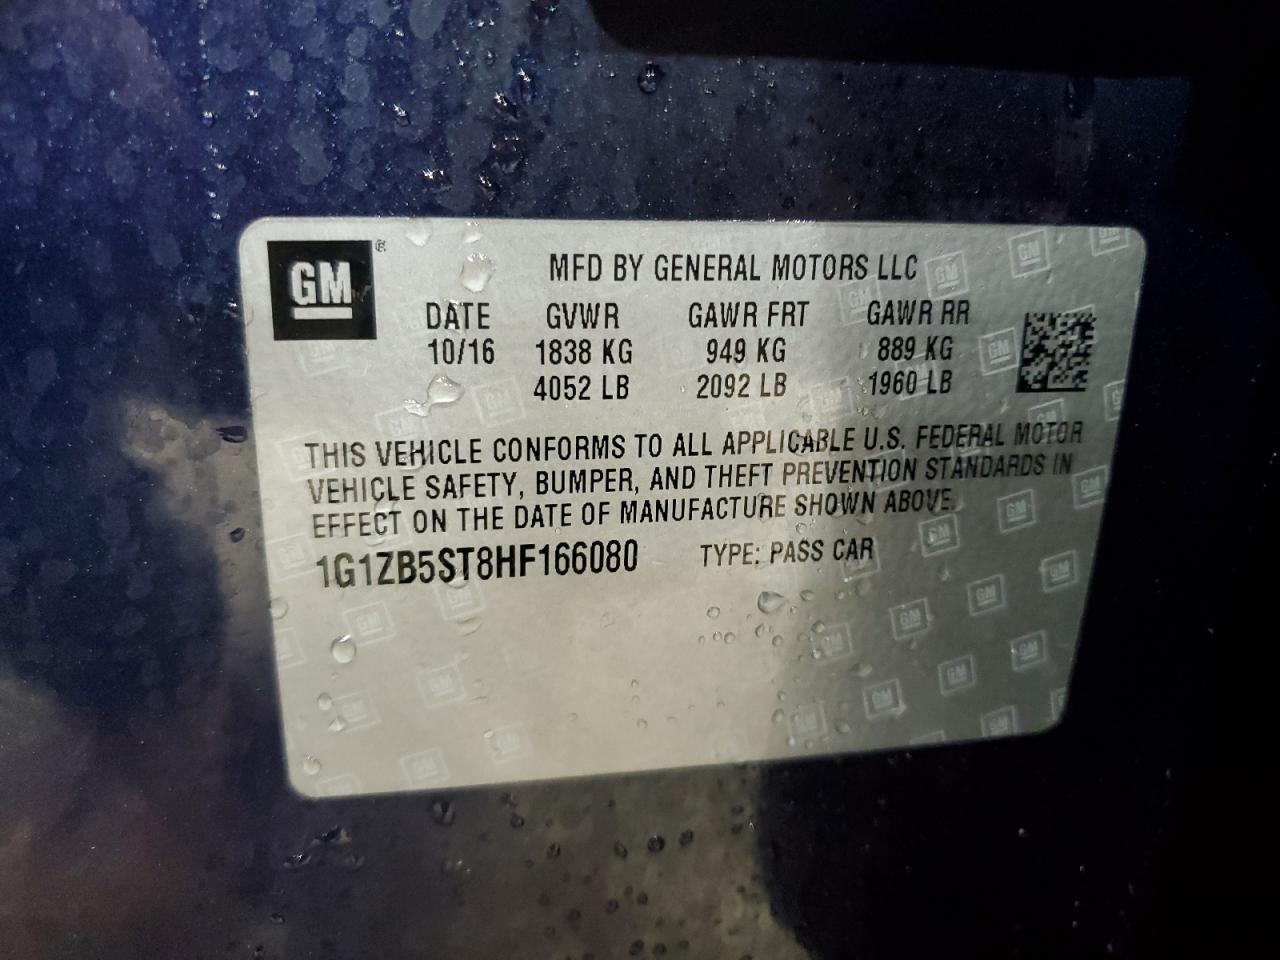 GM ®
MFD BY GENERAL MOTORS LLC
DATE GVWR GAWR FRT GAWR RR
10/16 1838 KG 949 KG 889 KG
4052 LB 2092 LB 1960 LB
THIS VEHICLE CONFORMS TO ALL APPLICABLE U.S. FEDERAL MOTOR
VEHICLE SAFETY, BUMPER, AND THEFT PREVENTION STANDARDS IN
EFFECT ON THE DATE OF MANUFACTURE SHOWN ABOVE.
1G1ZB5ST8HF166080 TYPE: PASS CAR